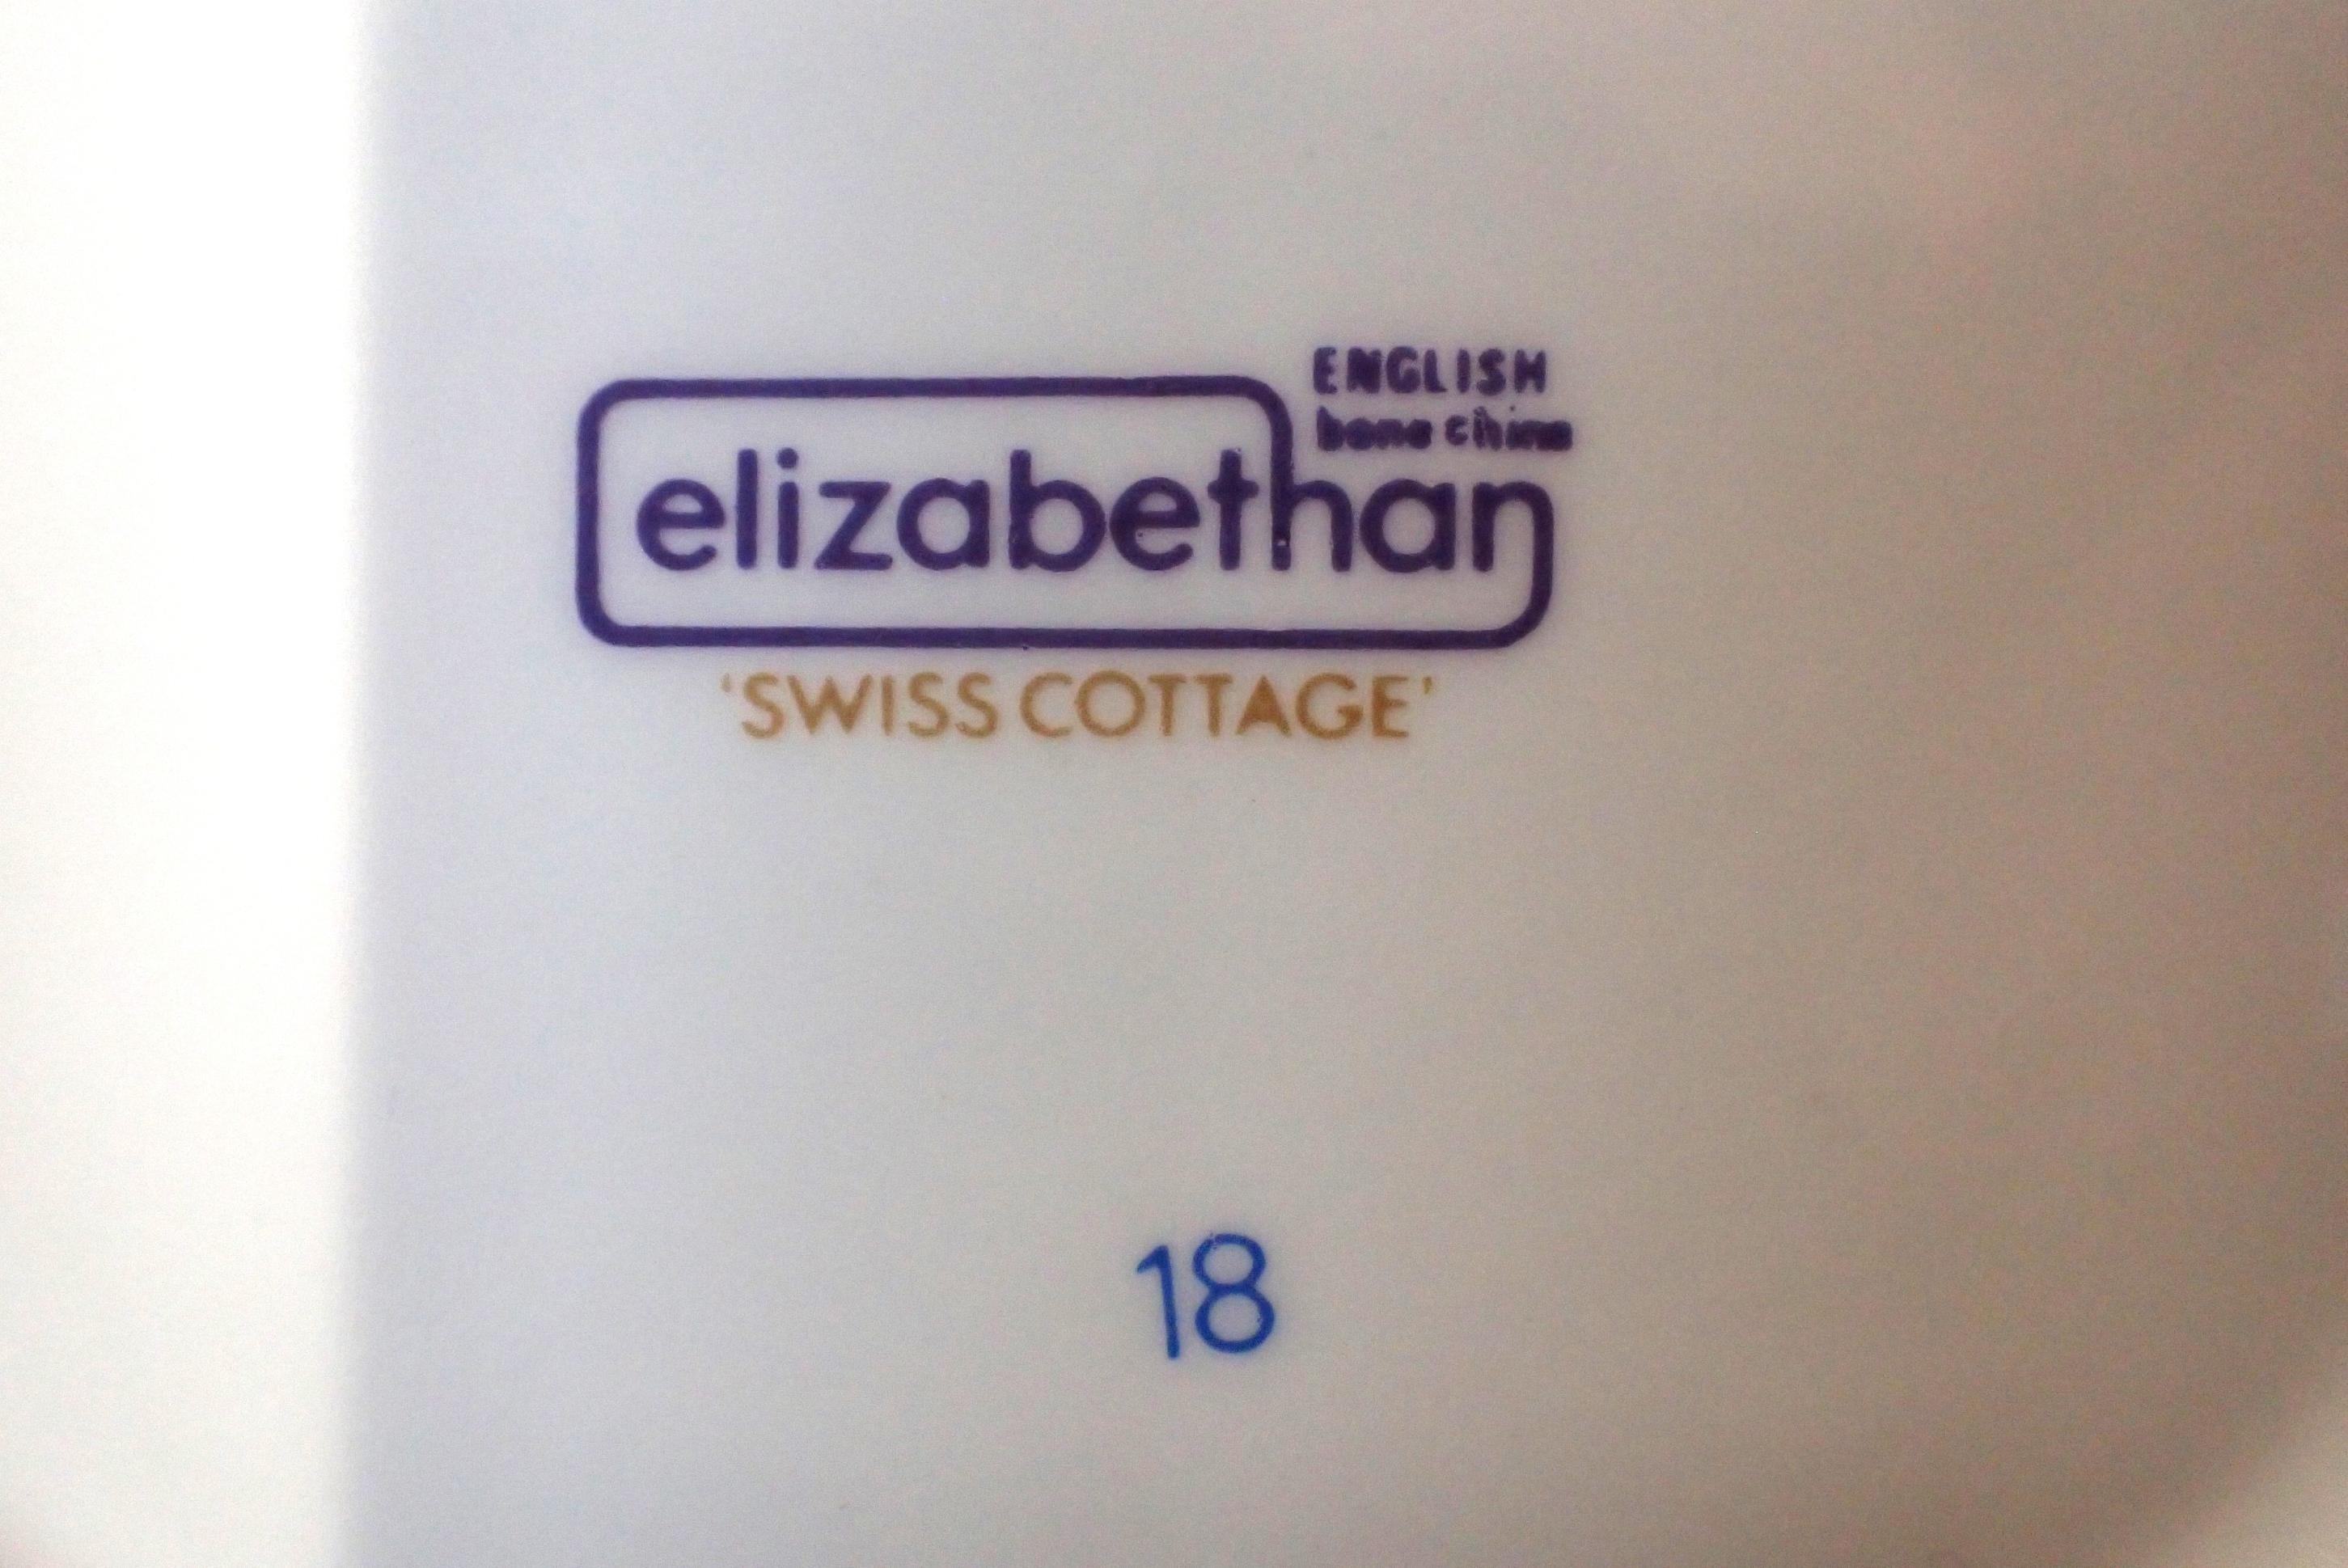 ENGLISH
bone china
elizabethan
'SWISS COTTAGE'
18